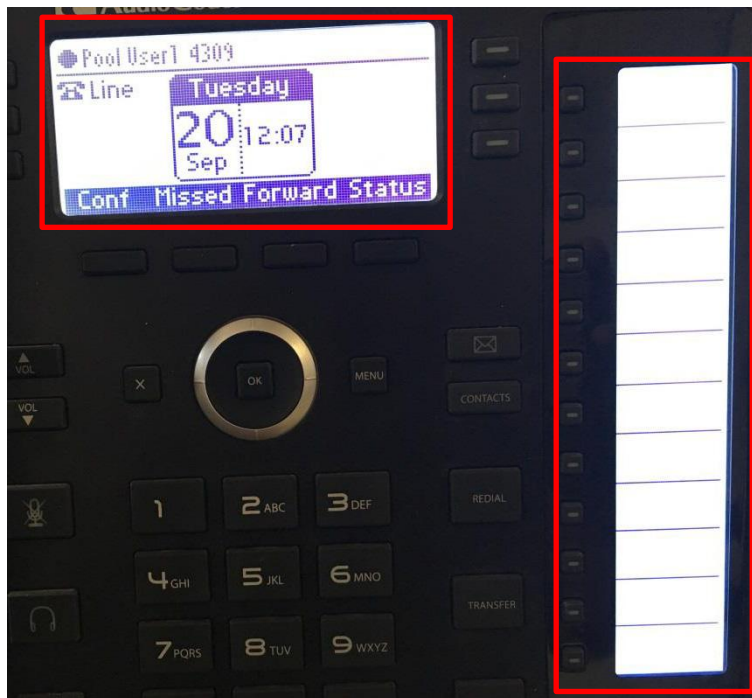 AudioCodes
Pool User1 4309
Line
Tuesday
20 12:07
Sep
Conf Missed Forward Status
VOL
X OK MENU
VOL
CONTACTS
1 2 ABC 3 DEF
REDIAL
4 GHI 5 JKL 6 MNO
TRANSFER
7 PQRS 8 TUV 9 WXYZ